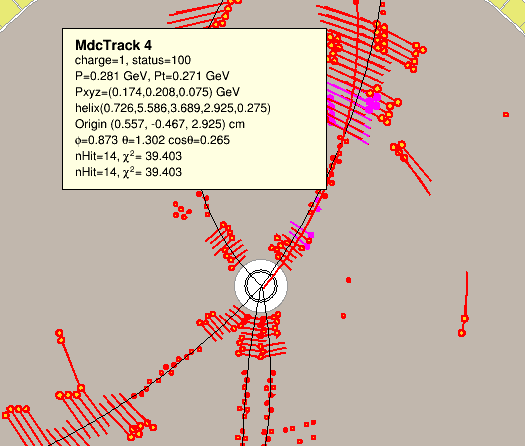 MdcTrack 4
charge=1, status=100
P=0.281 GeV, Pt=0.271 GeV
Pxyz=(0.174,0.208,0.075) GeV
helix(0.726,5.586,3.689,2.925,0.275)
Origin (0.557, -0.467, 2.925) cm
ϕ=0.873 θ=1.302 cosθ=0.265
nHit=14, χ²= 39.403
nHit=14, χ²= 39.403